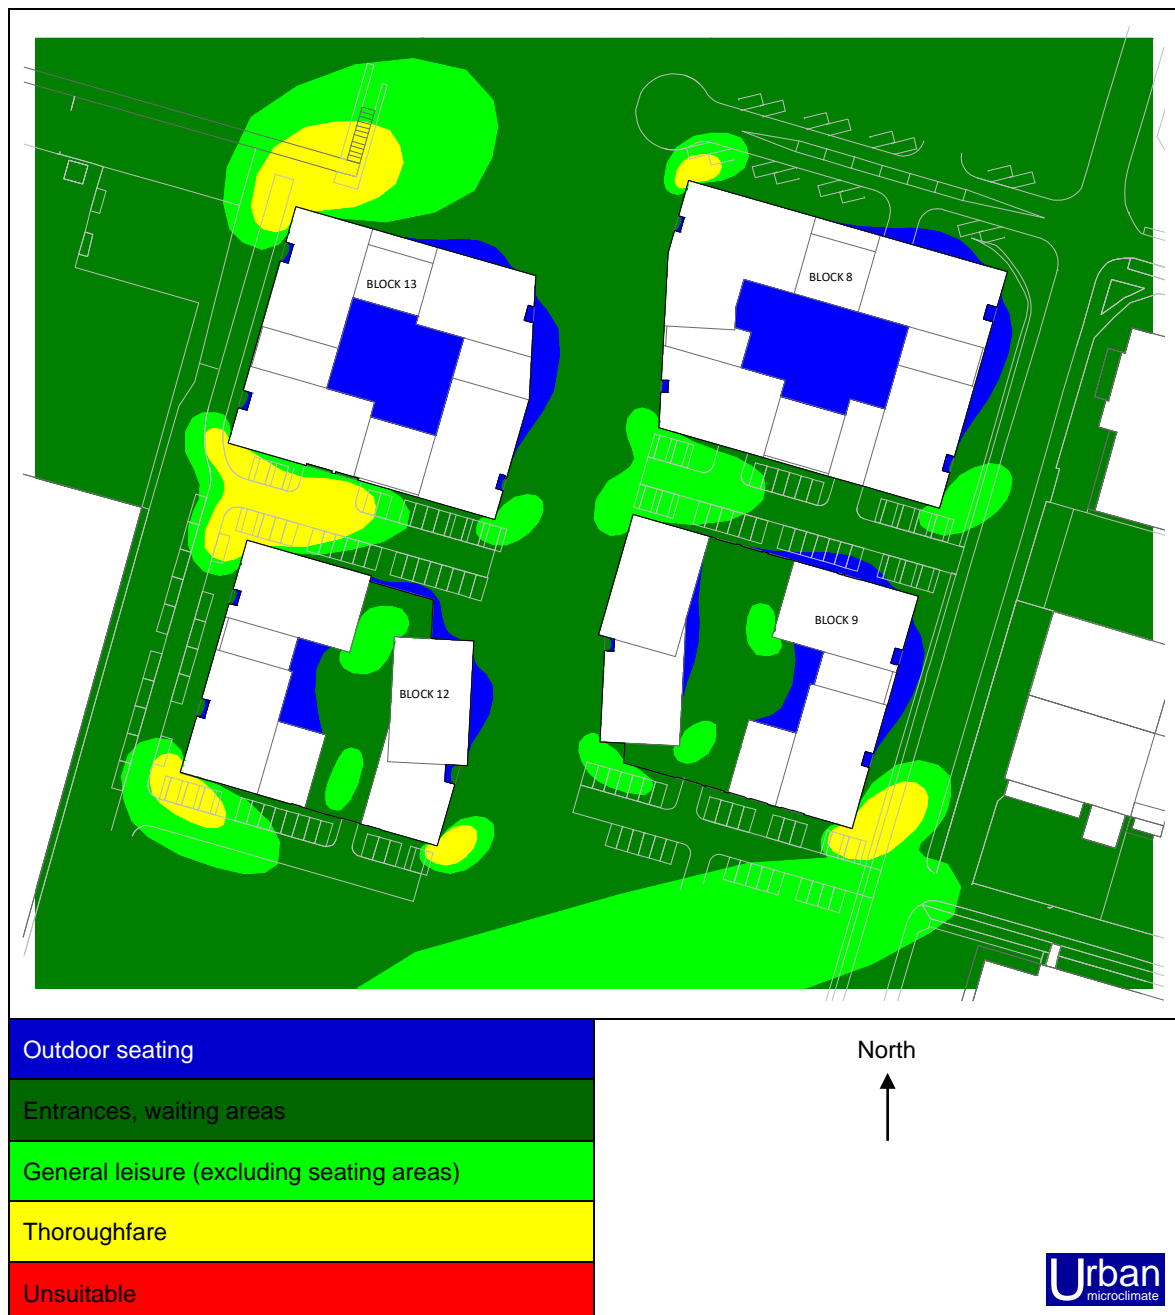 BLOCK 13
BLOCK 8
BLOCK 9
BLOCK 12
Outdoor seating
North
Entrances, waiting areas
General leisure (excluding seating areas)
Thoroughfare
Unsuitable
Urban
microclimate